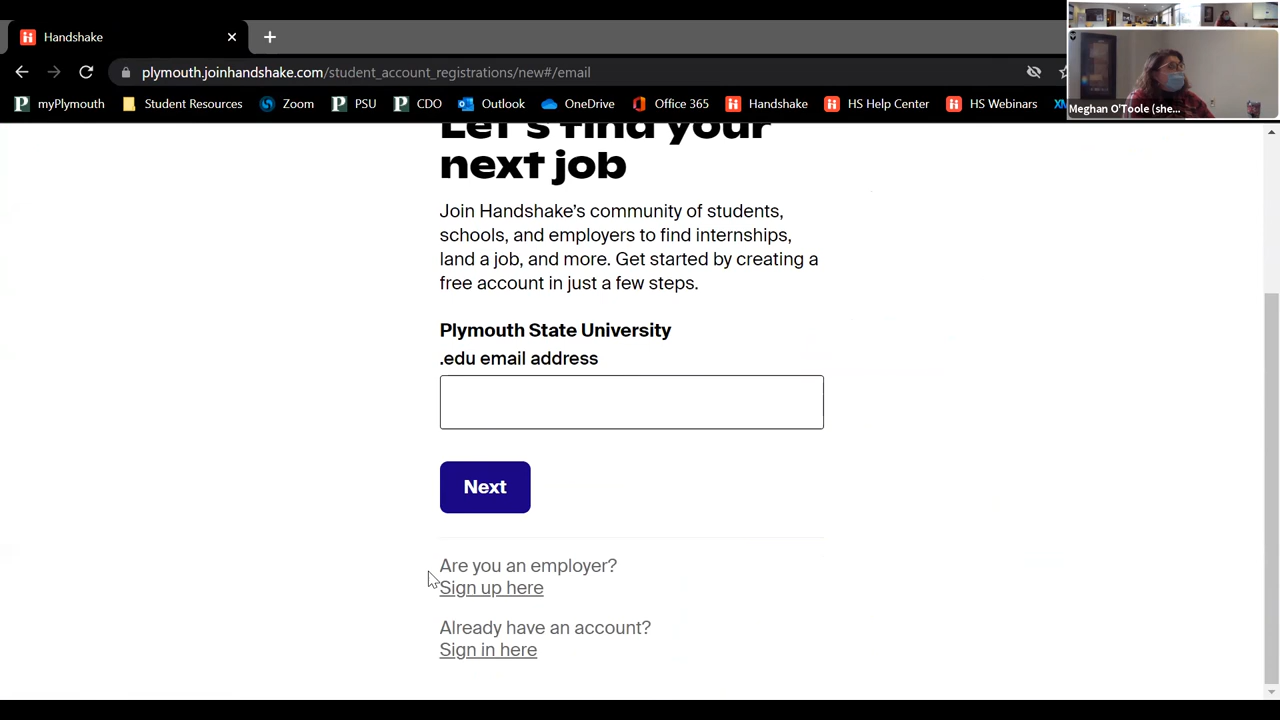 Handshake
plymouth.joinhandshake.com/student_account_registrations/new#/email
myPlymouth
Student Resources
Zoom
PSU
CDO
Outlook
OneDrive
Office 365
Handshake
HS Help Center
HS Webinars
Meghan O'Toole (she...
Let's find your
next job
Join Handshake's community of students,
schools, and employers to find internships,
land a job, and more. Get started by creating a
free account in just a few steps.
Plymouth State University
.edu email address
Next
Are you an employer?
Sign up here
Already have an account?
Sign in here